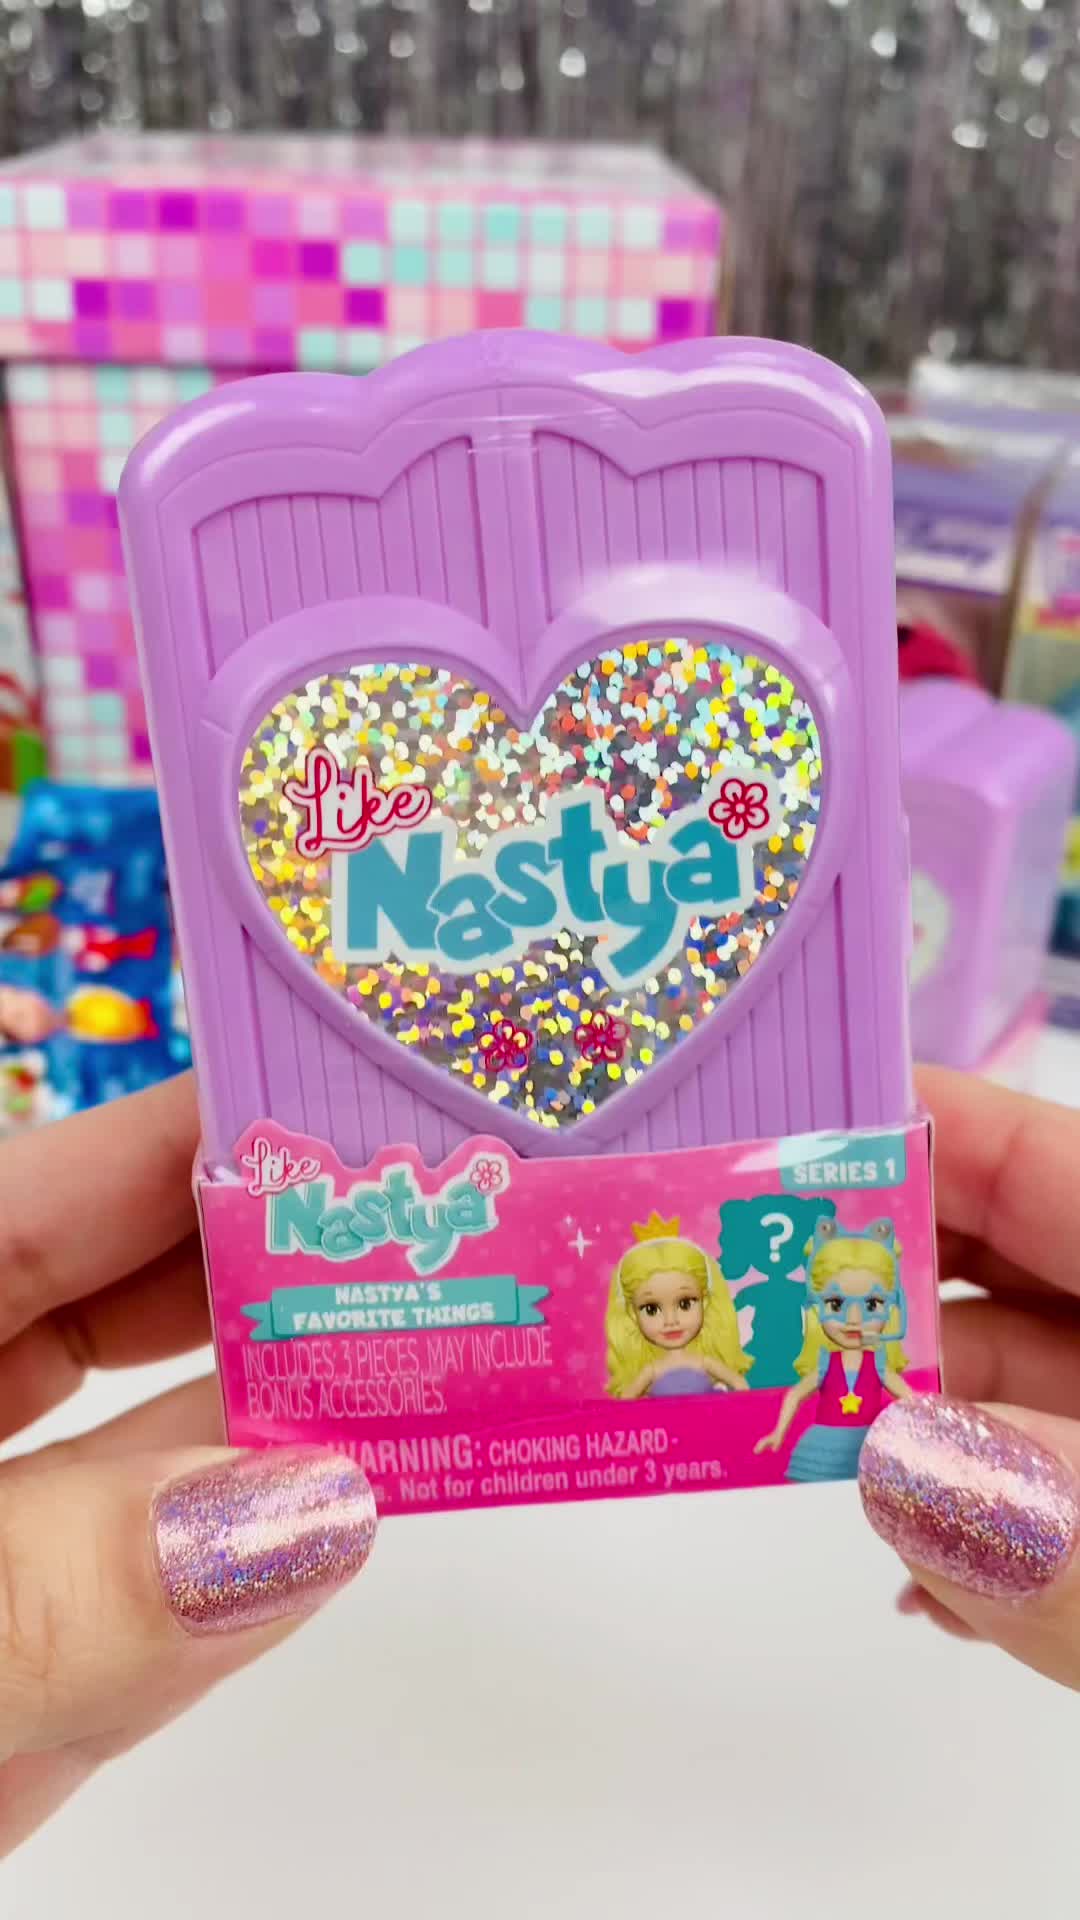 Like
Nastya
Like
Nastya
SERIES 1
?
NASTYA'S
FAVORITE THINGS
INCLUDES 3 PIECES, MAY INCLUDE
BONUS ACCESSORIES.
WARNING: CHOKING HAZARD-
Not for children under 3 years.